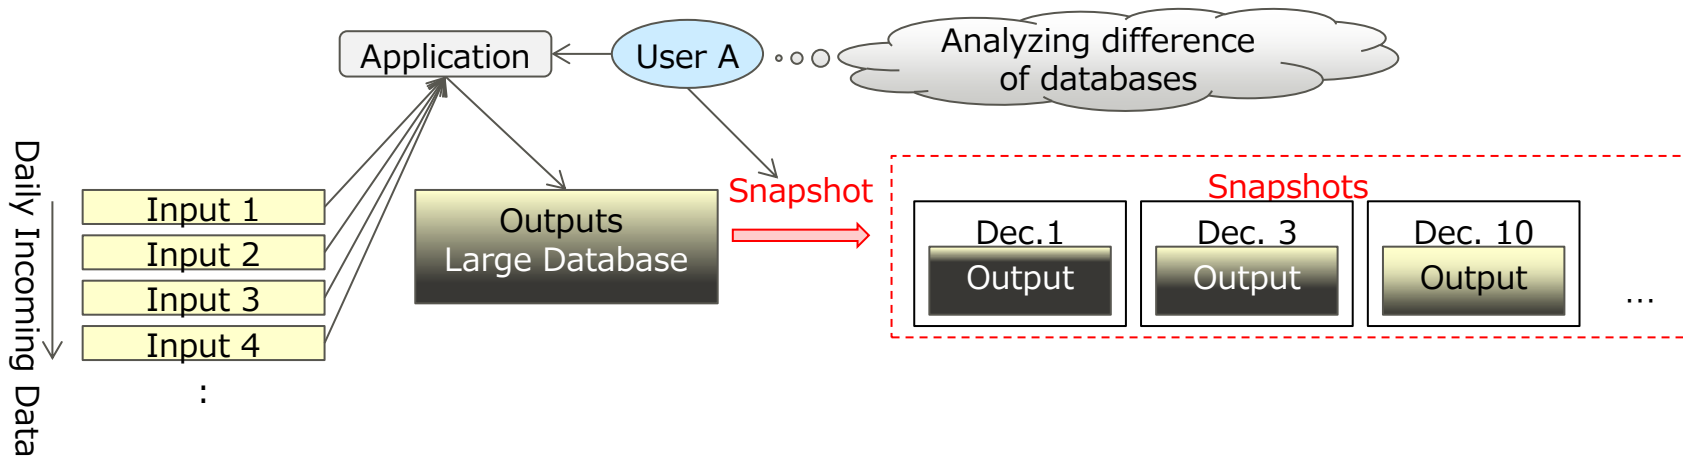 Application
User A
Analyzing difference
of databases
Daily Incoming Data
Input 1
Input 2
Input 3
Input 4
:
Outputs
Large Database
Snapshot
Snapshots
Dec.1
Output
Dec. 3
Output
Dec. 10
Output
...